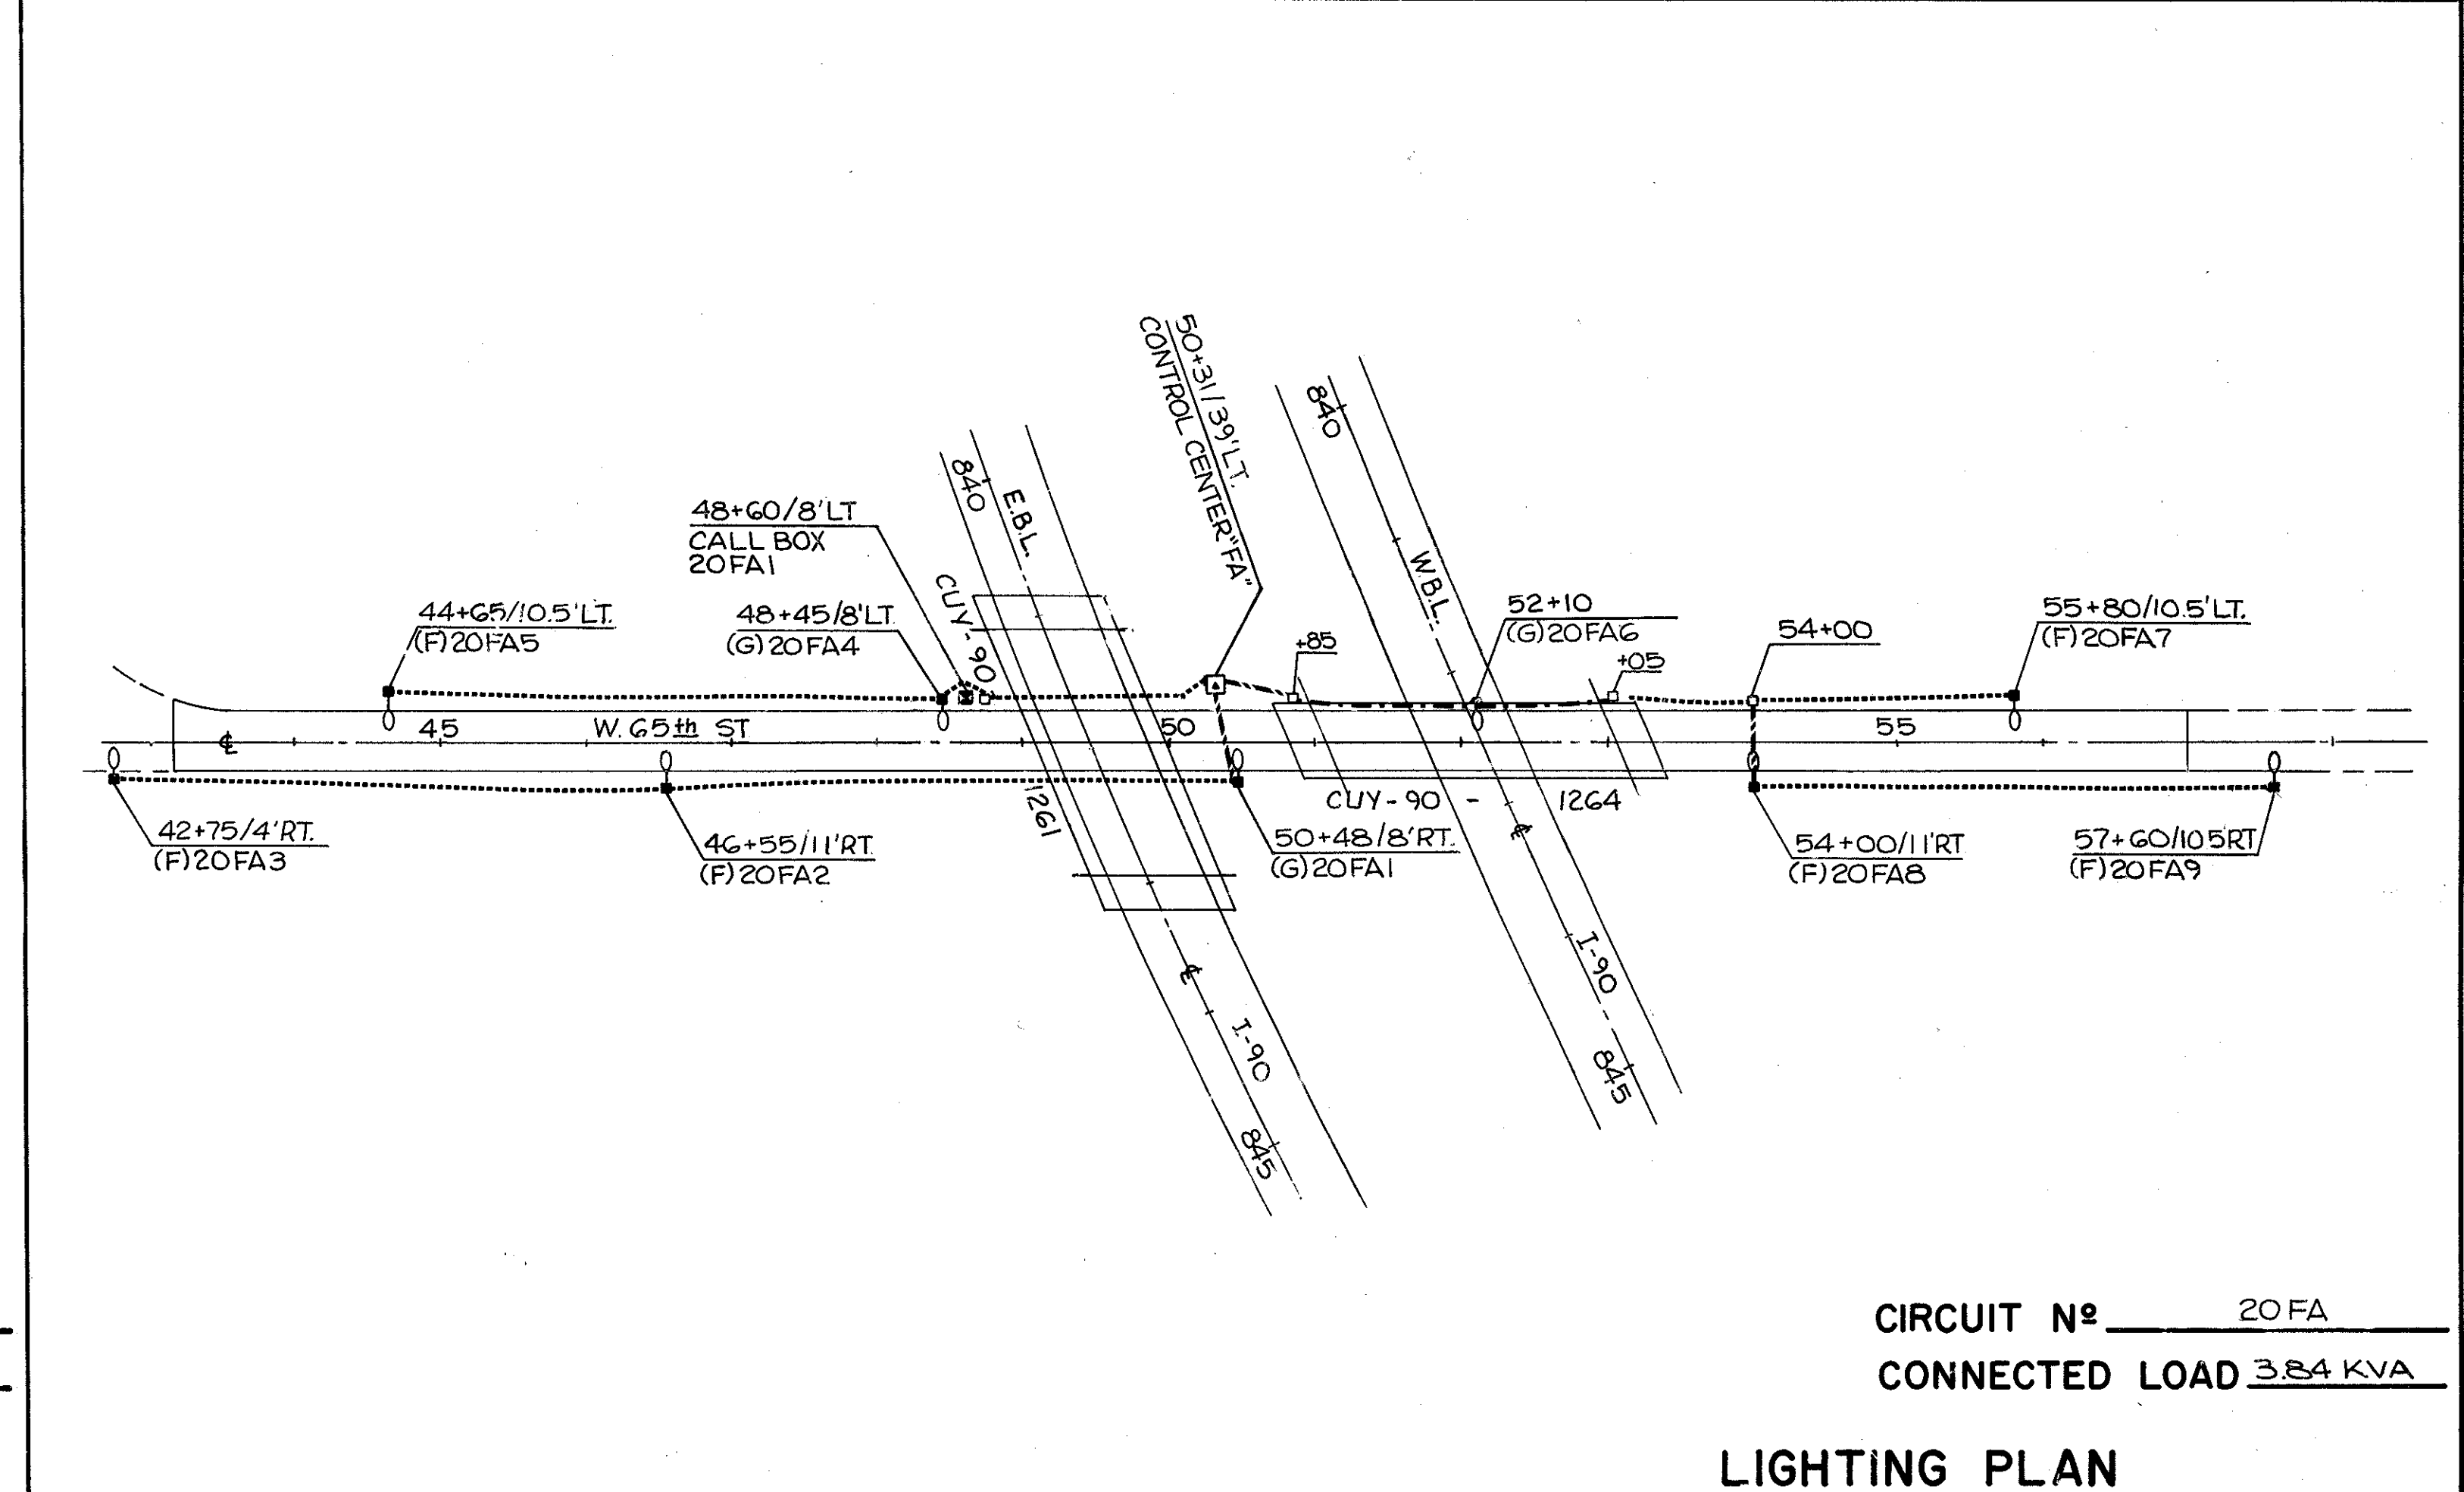 50+31/39'LT.
CONTROL CENTER "FA"
840
840
E.B.L.
W.B.L.
48+60/8'LT
CALL BOX
20FA1
CUY-90
44+65/10.5'LT.
(F)20FA5
48+45/8'LT.
(G)20FA4
+85
52+10
(G)20FA6
+05
54+00
55+80/10.5'LT.
(F)20FA7
℄
45
W. 65th ST
50
55
1261
CUY-90 - 1264
℄
42+75/4'RT.
(F)20FA3
46+55/11'RT.
(F)20FA2
50+48/8'RT.
(G)20FA1
54+00/11'RT
(F)20FA8
57+60/105RT
(F)20FA9
℄
I-90
I-90
845
845
CIRCUIT Nº 20FA
CONNECTED LOAD 3.84 KVA
LIGHTING PLAN